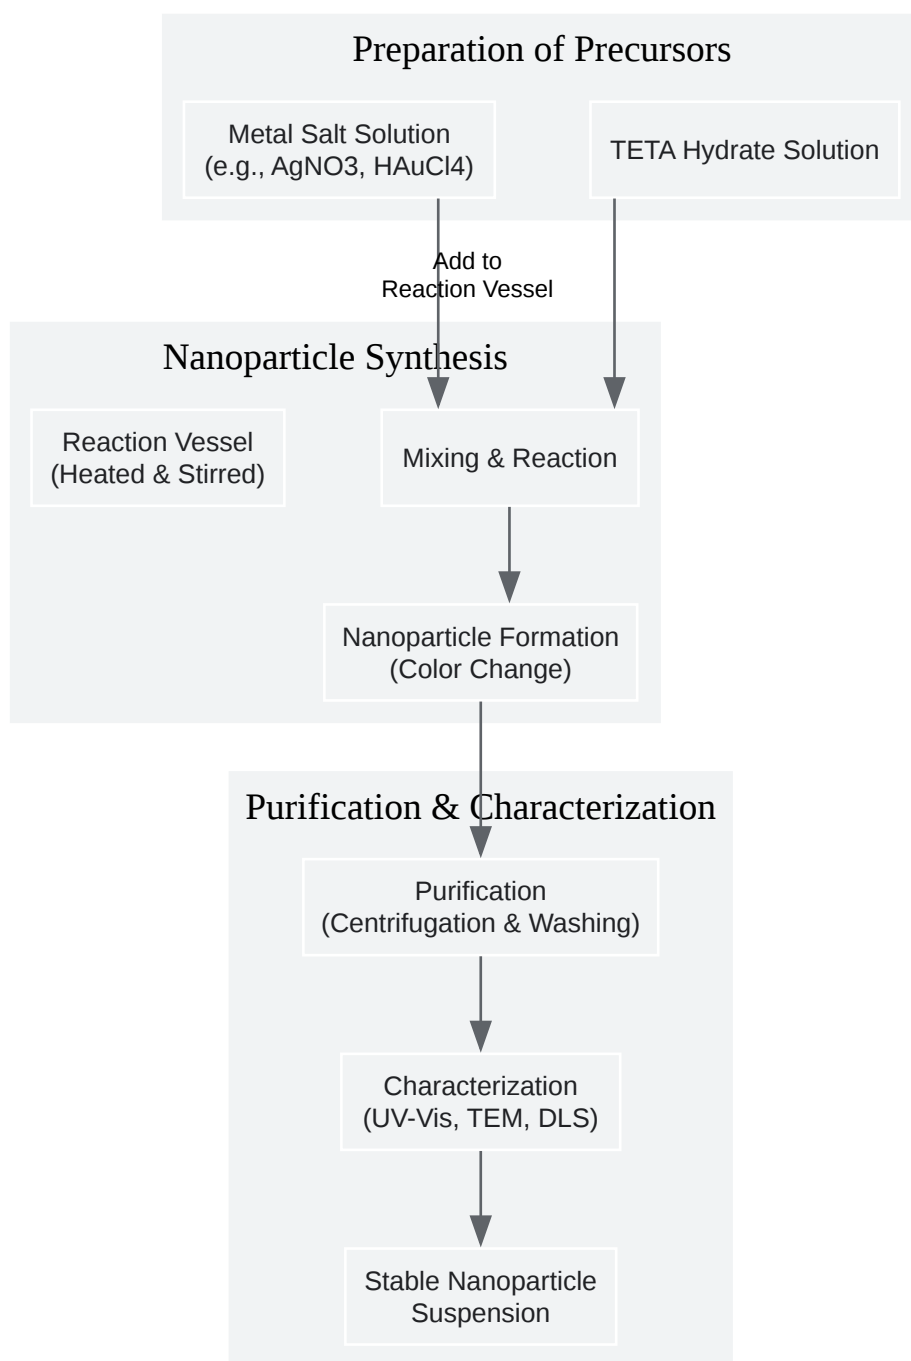 Preparation of Precursors
Metal Salt Solution
(e.g., AgNO3, HAuCl4)
TETA Hydrate Solution
Add to
Reaction Vessel
Nanoparticle Synthesis
Reaction Vessel
(Heated & Stirred)
Mixing & Reaction
Nanoparticle Formation
(Color Change)
Purification & Characterization
Purification
(Centrifugation & Washing)
Characterization
(UV-Vis, TEM, DLS)
Stable Nanoparticle
Suspension